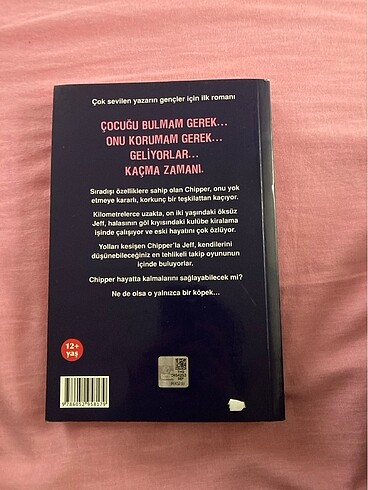 Çok sevilen yazarın gençler için ilk romanı
ÇOCUĞU BULMAM GEREK...
ONU KORUMAM GEREK...
GELİYORLAR...
KAÇMA ZAMANI.
Sıradışı özelliklere sahip olan Chipper, onu yok
etmeye kararlı, korkunç bir teşkilattan kaçıyor.
Kilometrelerce uzakta, on iki yaşındaki öksüz
Jeff, halasının göl kıyısındaki kulübe kiralama
işinde çalışıyor ve eski hayatını çok özlüyor.
Yolları kesişen Chipper'la Jeff, kendilerini
düşünebileceğiniz en tehlikeli takip oyununun
içinde buluyorlar.
Chipper hayatta kalmalarını sağlayabilecek mi?
Ne de olsa o yalnızca bir köpek...
12+
yaş